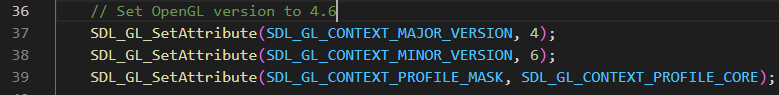 36 // Set OpenGL version to 4.6
37 SDL_GL_SetAttribute(SDL_GL_CONTEXT_MAJOR_VERSION, 4);
38 SDL_GL_SetAttribute(SDL_GL_CONTEXT_MINOR_VERSION, 6);
39 SDL_GL_SetAttribute(SDL_GL_CONTEXT_PROFILE_MASK, SDL_GL_CONTEXT_PROFILE_CORE);